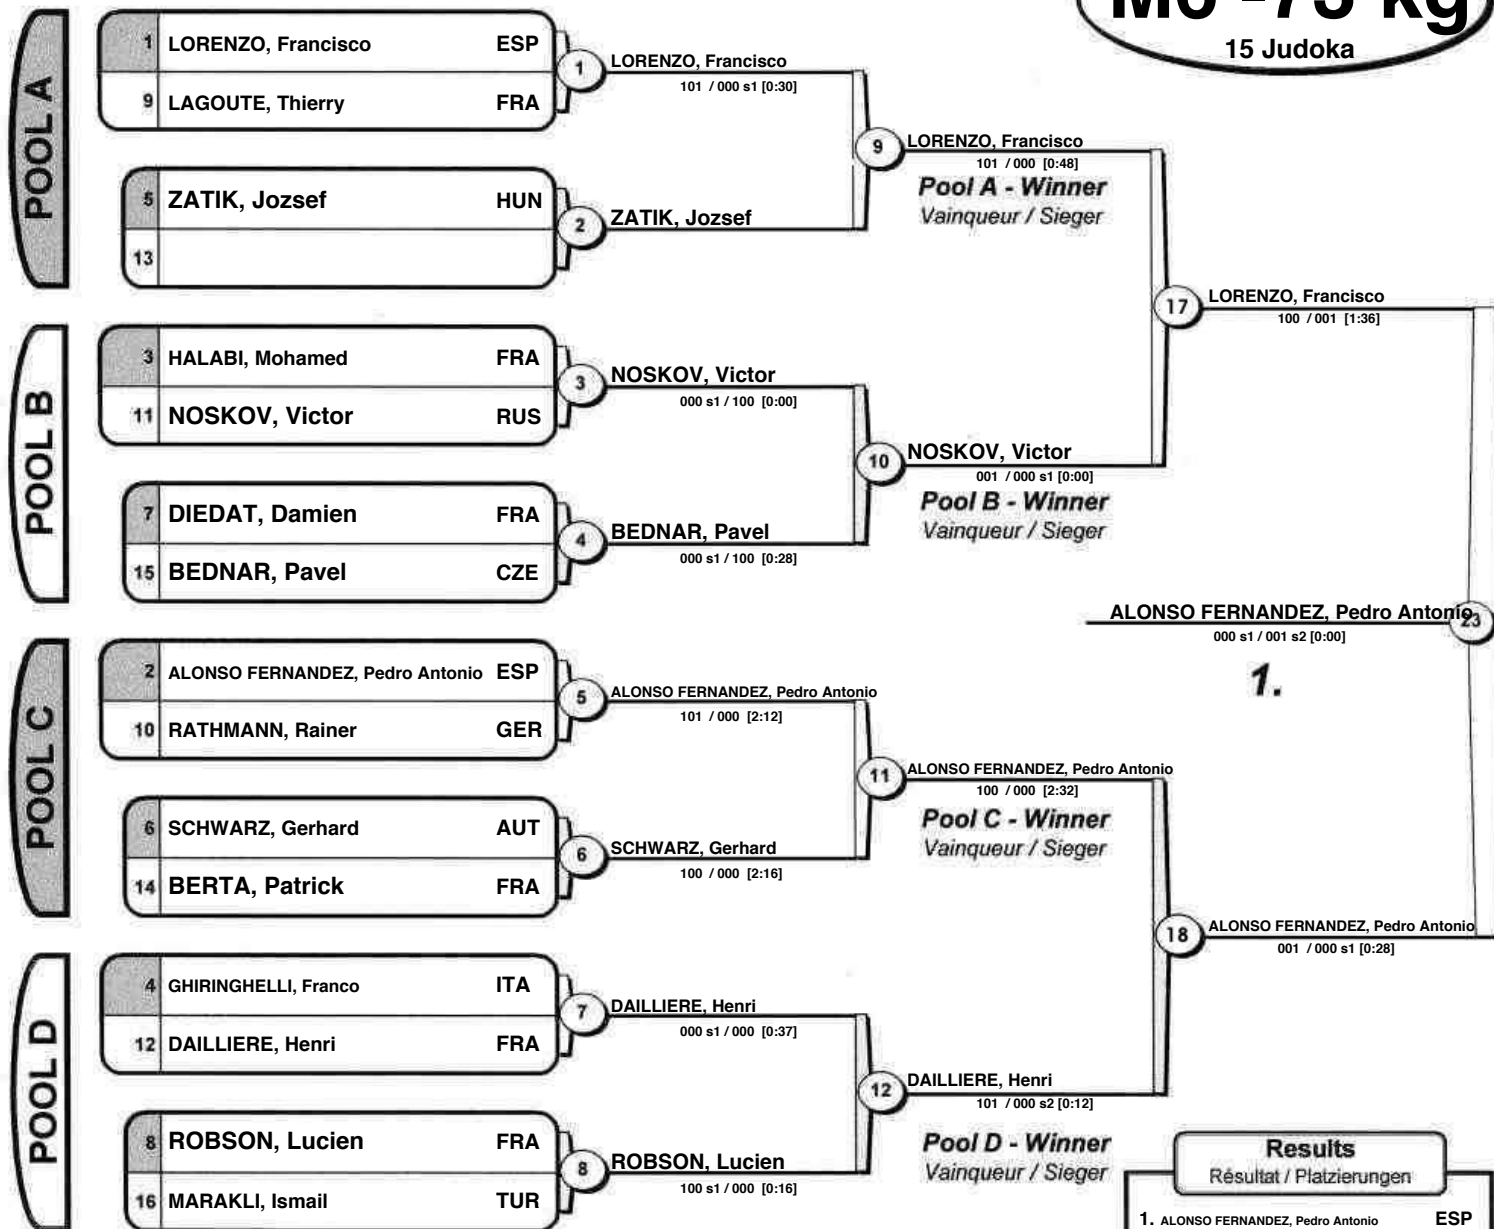 M6 -73 kg
15 Judoka
POOL A
1 LORENZO, Francisco ESP
9 LAGOUTE, Thierry FRA
1
LORENZO, Francisco
101 / 000 s1 [0:30]
5 ZATIK, Jozsef HUN
13
2
ZATIK, Jozsef
9
LORENZO, Francisco
101 / 000 [0:48]
Pool A - Winner
Vainqueur / Sieger
POOL B
3 HALABI, Mohamed FRA
11 NOSKOV, Victor RUS
3
NOSKOV, Victor
000 s1 / 100 [0:00]
7 DIEDAT, Damien FRA
15 BEDNAR, Pavel CZE
4
BEDNAR, Pavel
000 s1 / 100 [0:28]
10
NOSKOV, Victor
001 / 000 s1 [0:00]
Pool B - Winner
Vainqueur / Sieger
17
LORENZO, Francisco
100 / 001 [1:36]
ALONSO FERNANDEZ, Pedro Antonio
23
000 s1 / 001 s2 [0:00]
1.
POOL C
2 ALONSO FERNANDEZ, Pedro Antonio ESP
10 RATHMANN, Rainer GER
5
ALONSO FERNANDEZ, Pedro Antonio
101 / 000 [2:12]
6 SCHWARZ, Gerhard AUT
14 BERTA, Patrick FRA
6
SCHWARZ, Gerhard
100 / 000 [2:16]
11
ALONSO FERNANDEZ, Pedro Antonio
100 / 000 [2:32]
Pool C - Winner
Vainqueur / Sieger
18
ALONSO FERNANDEZ, Pedro Antonio
001 / 000 s1 [0:28]
POOL D
4 GHIRINGHELLI, Franco ITA
12 DAILLIERE, Henri FRA
7
DAILLIERE, Henri
000 s1 / 000 [0:37]
8 ROBSON, Lucien FRA
16 MARAKLI, Ismail TUR
8
ROBSON, Lucien
100 s1 / 000 [0:16]
12
DAILLIERE, Henri
101 / 000 s2 [0:12]
Pool D - Winner
Vainqueur / Sieger
Results
Résultat / Platzierungen
1. ALONSO FERNANDEZ, Pedro Antonio ESP